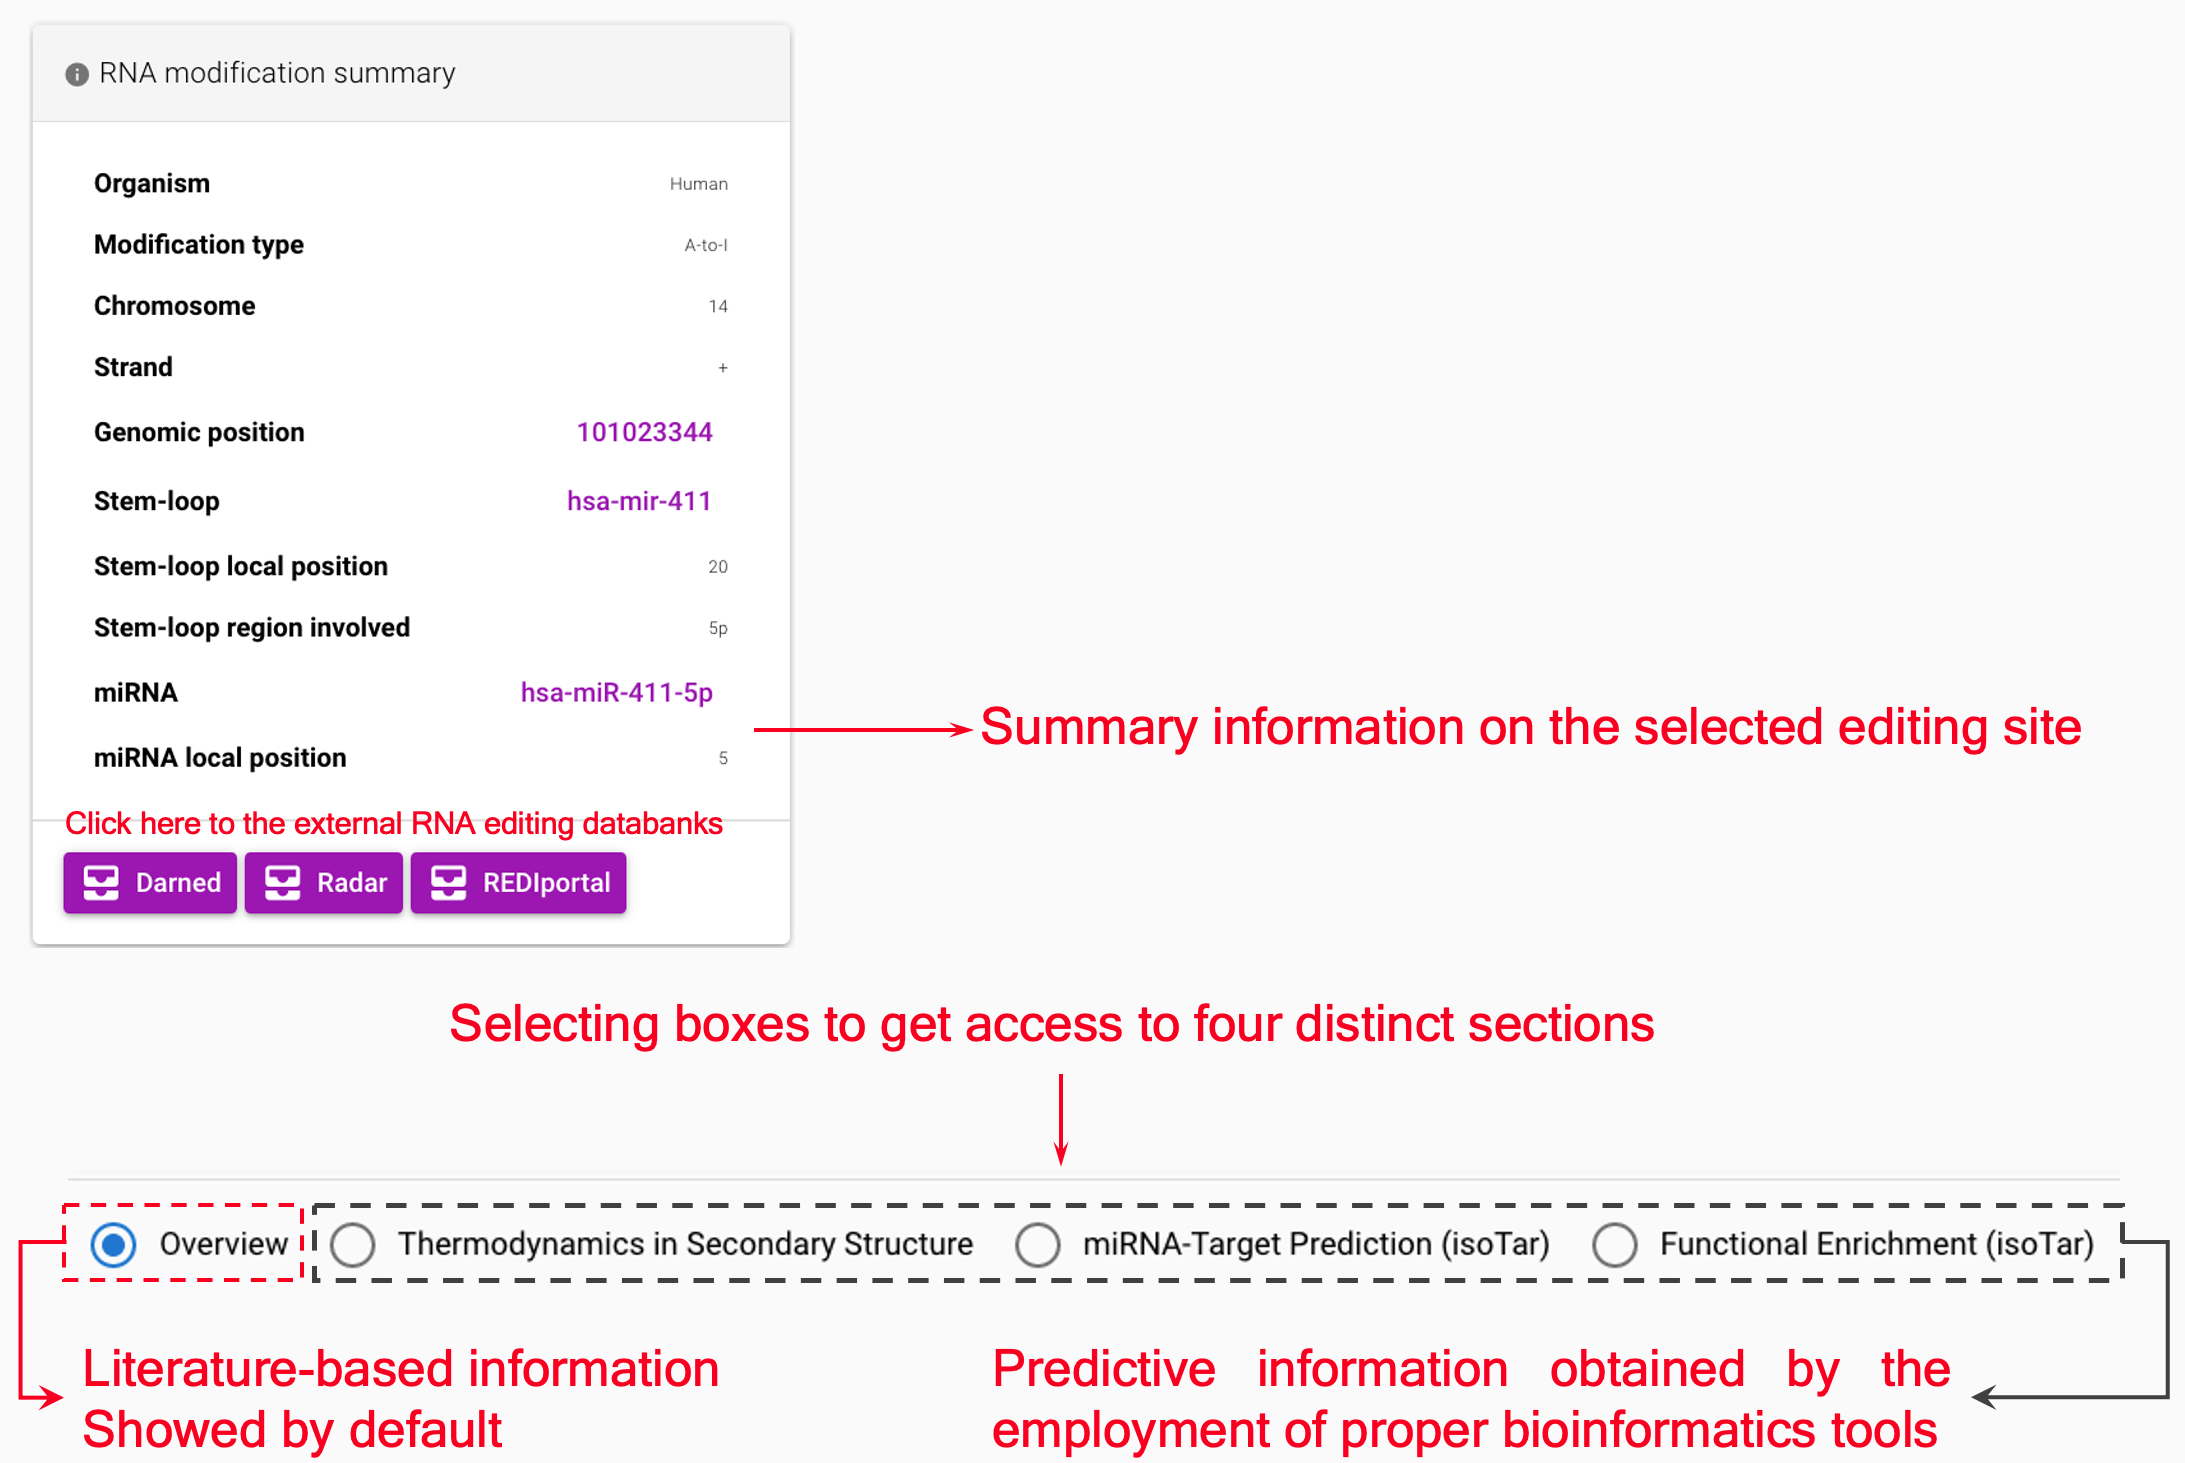 RNA modification summary
Organism Human
Modification type A-to-I
Chromosome 14
Strand +
Genomic position 101023344
Stem-loop hsa-mir-411
Stem-loop local position 20
Stem-loop region involved 5p
miRNA hsa-miR-411-5p
miRNA local position 5
Summary information on the selected editing site
Click here to the external RNA editing databanks
Darned Radar REDIportal
Selecting boxes to get access to four distinct sections
Overview Thermodynamics in Secondary Structure miRNA-Target Prediction (isoTar) Functional Enrichment (isoTar)
Literature-based information
Showed by default
Predictive information obtained by the
employment of proper bioinformatics tools